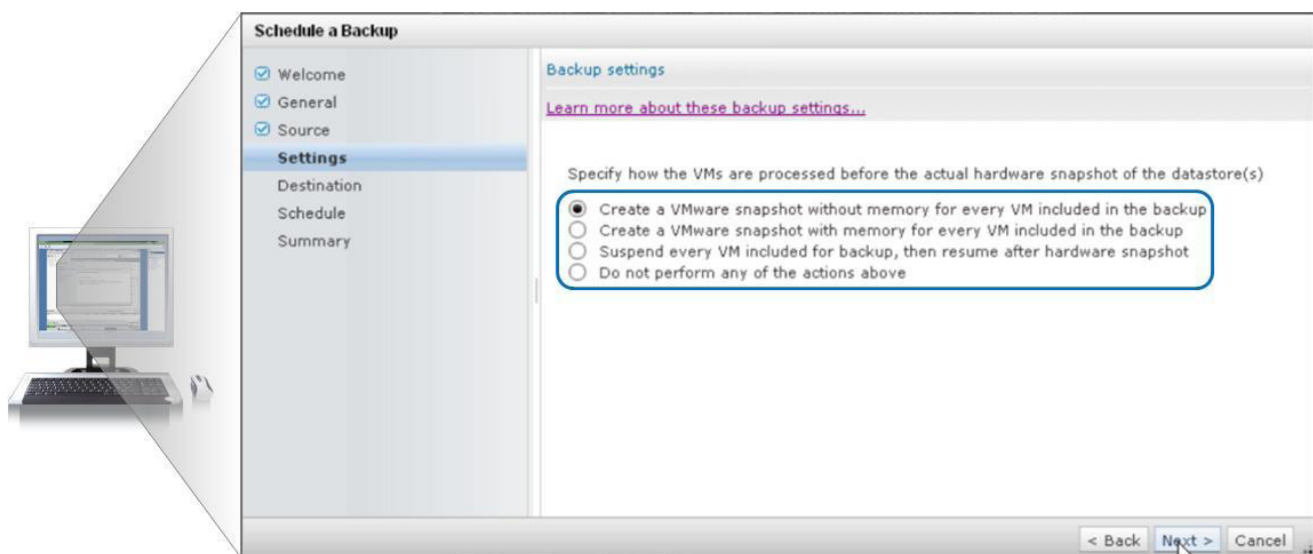 Schedule a Backup
Welcome
General
Source
Settings
Destination
Schedule
Summary
Backup settings
Learn more about these backup settings...
Specify how the VMs are processed before the actual hardware snapshot of the datastore(s)
Create a VMware snapshot without memory for every VM included in the backup
Create a VMware snapshot with memory for every VM included in the backup
Suspend every VM included for backup, then resume after hardware snapshot
Do not perform any of the actions above
< Back Next > Cancel